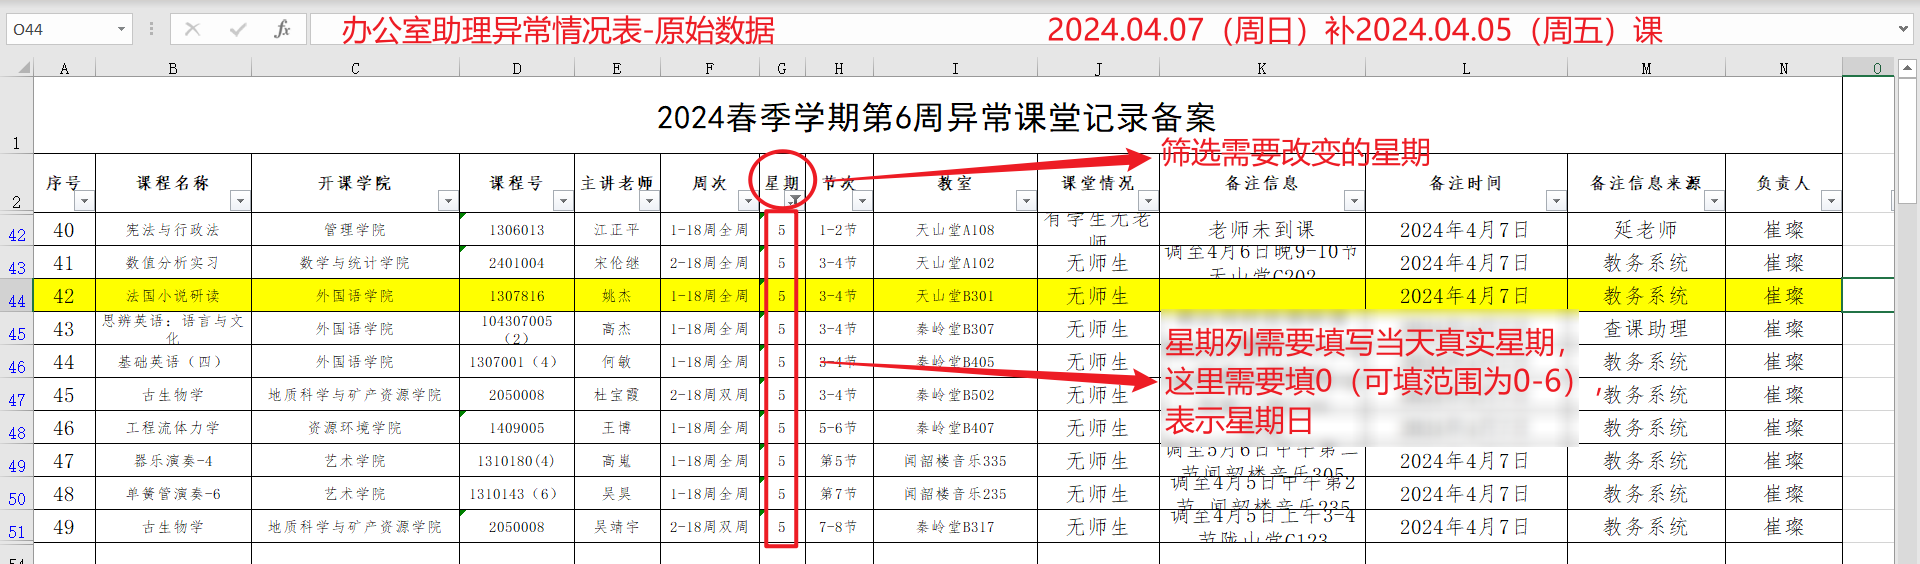 O44 fx 办公室助理异常情况表-原始数据 2024.04.07（周日）补2024.04.05（周五）课
A B C D E F G H I J K L M N O
1 2024春季学期第6周异常课堂记录备案
筛选需要改变的星期
2 序号 课程名称 开课学院 课程号 主讲老师 周次 星期 节次 教室 课堂情况 备注信息 备注时间 备注信息来源 负责人
42 40 宪法与行政法 管理学院 1306013 江正平 1-18周全周 5 1-2节 天山堂A108 有学生无老师 老师未到课 2024年4月7日 延老师 崔璨
43 41 数值分析实习 数学与统计学院 2401004 宋伦继 2-18周全周 5 3-4节 天山堂A102 无师生 调至4月6日晚9-10节天山堂C202 2024年4月7日 教务系统 崔璨
44 42 法国小说研读 外国语学院 1307816 姚杰 1-18周全周 5 3-4节 天山堂B301 无师生 2024年4月7日 教务系统 崔璨
45 43 思辨英语：语言与文化 外国语学院 104307005（2） 高杰 1-18周全周 5 3-4节 秦岭堂B307 无师生 查课助理 崔璨
46 44 基础英语（四） 外国语学院 1307001（4） 何敏 1-18周全周 5 3-4节 秦岭堂B405 无师生 教务系统 崔璨
47 45 古生物学 地质科学与矿产资源学院 2050008 杜宝霞 2-18周双周 5 3-4节 秦岭堂B502 无师生 教务系统 崔璨
48 46 工程流体力学 资源环境学院 1409005 王博 1-18周全周 5 5-6节 秦岭堂B407 无师生 教务系统 崔璨
星期列需要填写当天真实星期，
这里需要填0（可填范围为0-6），
表示星期日
49 47 器乐演奏-4 艺术学院 1310180(4) 高嵬 1-18周全周 5 第5节 闻韶楼音乐335 无师生 调至5月6日中午第二节闻韶楼音乐305 2024年4月7日 教务系统 崔璨
50 48 单簧管演奏-6 艺术学院 1310143（6） 吴昊 1-18周全周 5 第7节 闻韶楼音乐235 无师生 调至4月5日中午第2节 闻韶楼音乐235 2024年4月7日 教务系统 崔璨
51 49 古生物学 地质科学与矿产资源学院 2050008 吴靖宇 2-18周双周 5 7-8节 秦岭堂B317 无师生 调至4月5日上午3-4节陇山堂C123 2024年4月7日 教务系统 崔璨